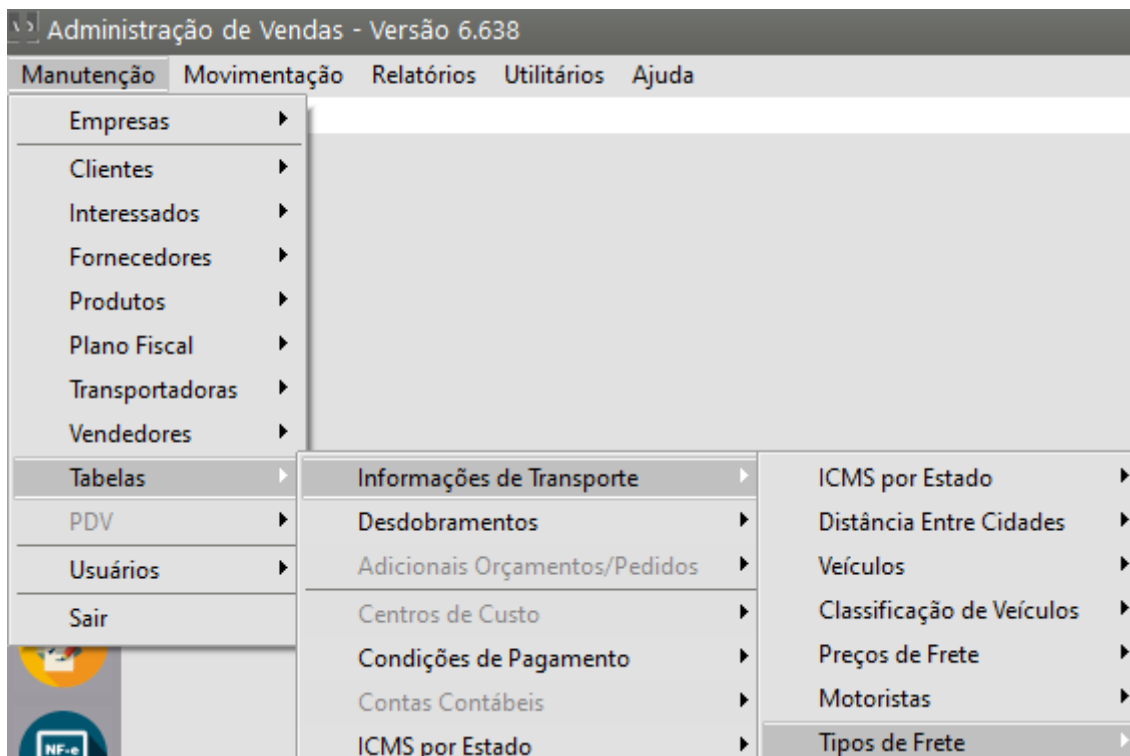 Administração de Vendas - Versão 6.638
Manutenção Movimentação Relatórios Utilitários Ajuda
Empresas
Clientes
Interessados
Fornecedores
Produtos
Plano Fiscal
Transportadoras
Vendedores
Tabelas
PDV
Usuários
Sair
Informações de Transporte
Desdobramentos
Adicionais Orçamentos/Pedidos
Centros de Custo
Condições de Pagamento
Contas Contábeis
ICMS por Estado
ICMS por Estado
Distância Entre Cidades
Veículos
Classificação de Veículos
Preços de Frete
Motoristas
Tipos de Frete
NF-e